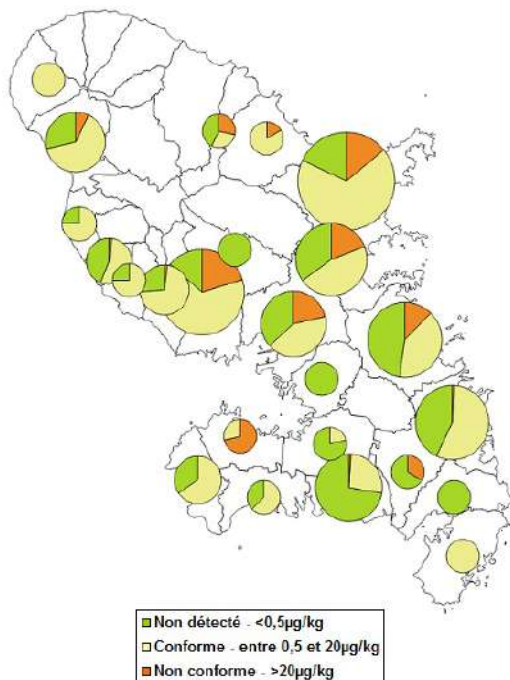 Non détecté - <0,5µg/kg
Conforme - entre 0,5 et 20µg/kg
Non conforme - >20µg/kg